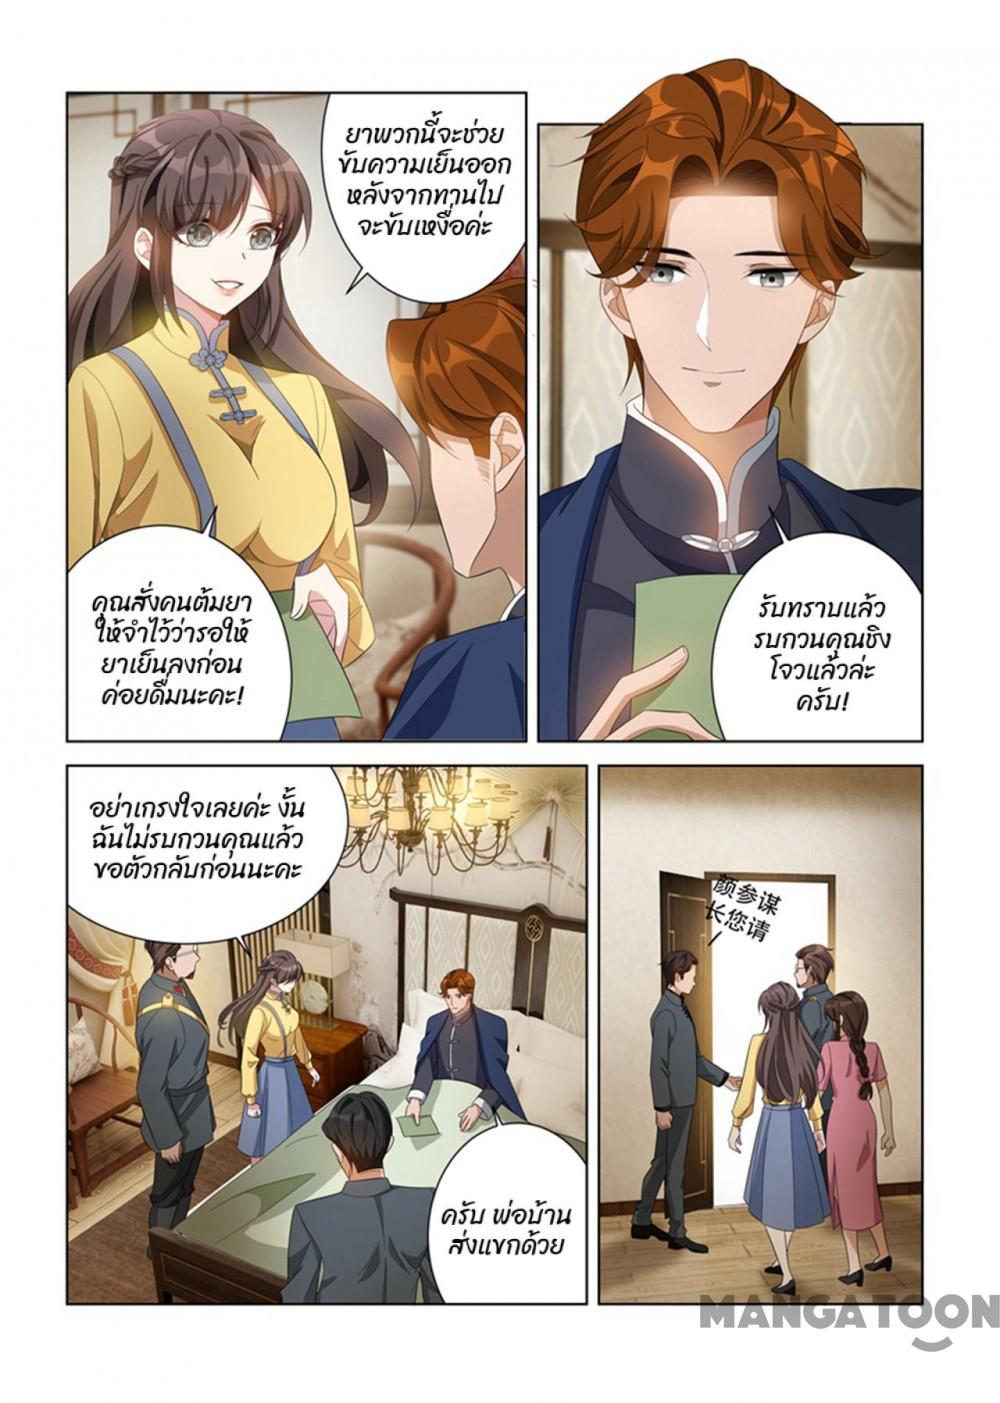 ยาพวกนี้จะช่วย
ขับความเย็นออก
หลังจากทานไป
จะขับเหงื่อค่ะ
คุณสั่งคนต้มยา
ให้จำไว้ว่ารอให้
ยาเย็นลงก่อน
ค่อยดื่มนะคะ!
รับทราบแล้ว
รบกวนคุณชิง
โจวแล้วล่ะ
ครับ!
อย่าเกรงใจเลยค่ะ งั้น
ฉันไม่รบกวนคุณแล้ว
ขอตัวกลับก่อนนะคะ
ครับ พ่อบ้าน
ส่งแขกด้วย
颜参谋
长您请
MANGATOON